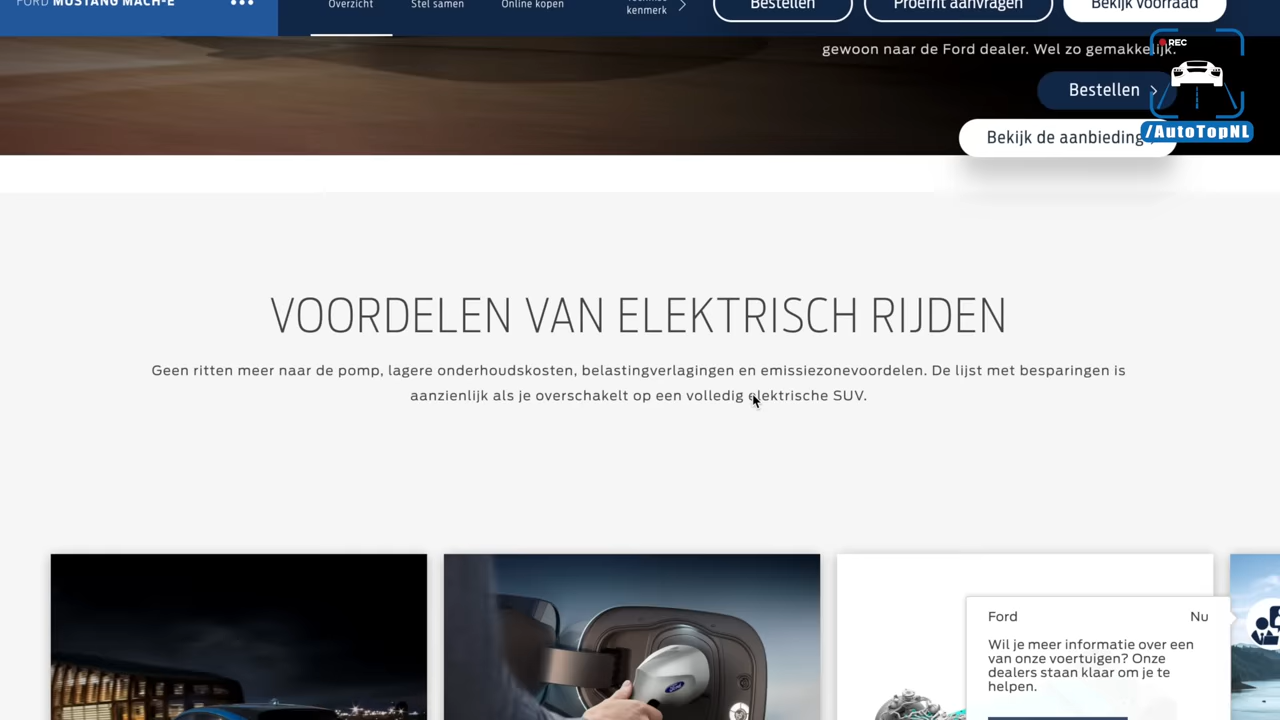 FORD MUSTANG MACH-E
Overzicht
Stel samen
Online kopen
kenmerk
Bestellen
Proefrit aanvragen
Bekijk voorraad
gewoon naar de Ford dealer. Wel zo gemakkelijk.
REC
Bestellen
Bekijk de aanbieding
/AutoTopNL
VOORDELEN VAN ELEKTRISCH RIJDEN
Geen ritten meer naar de pomp, lagere onderhoudskosten, belastingverlagingen en emissiezonevoordelen. De lijst met besparingen is
aanzienlijk als je overschakelt op een volledig elektrische SUV.
Ford
Ford
Nu
Wil je meer informatie over een
van onze voertuigen? Onze
dealers staan klaar om je te
helpen.